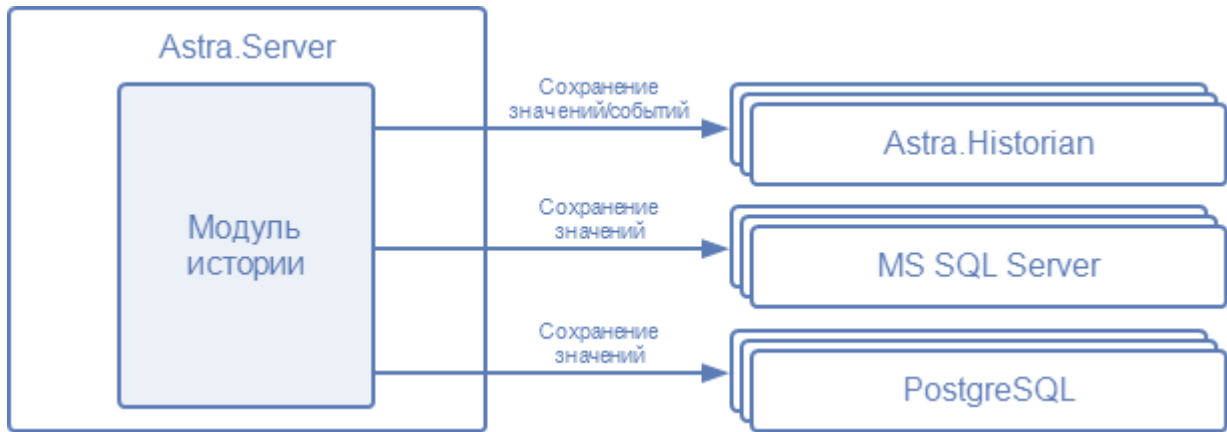 Astra.Server
Модуль
истории
Сохранение
значений/событий
Astra.Historian
Сохранение
значений
MS SQL Server
Сохранение
значений
PostgreSQL